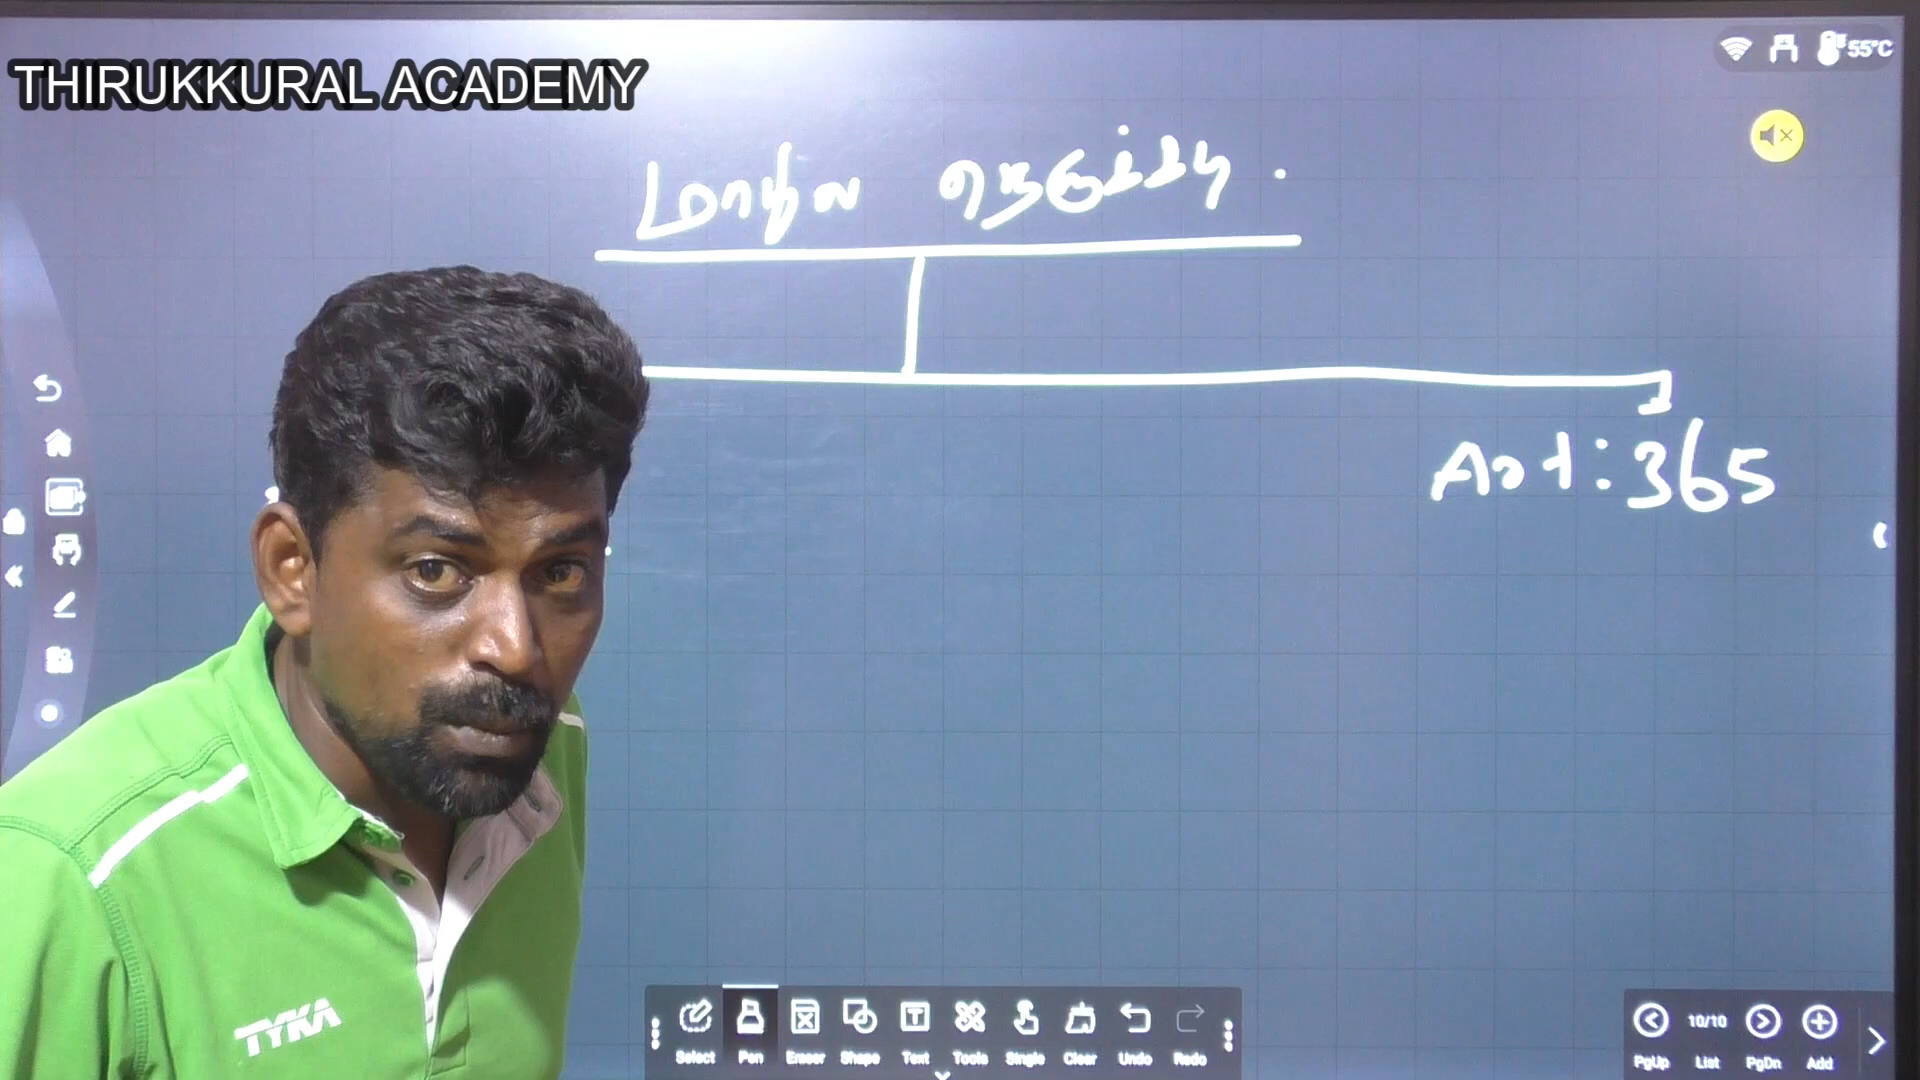 THIRUKKURAL ACADEMY
55°C
மாநில நெருக்கடி.
Art: 365
TYKA
Select Pen Eraser Shape Text Tools Single Clear Undo Redo
10/10
PgUp List PgDn Add